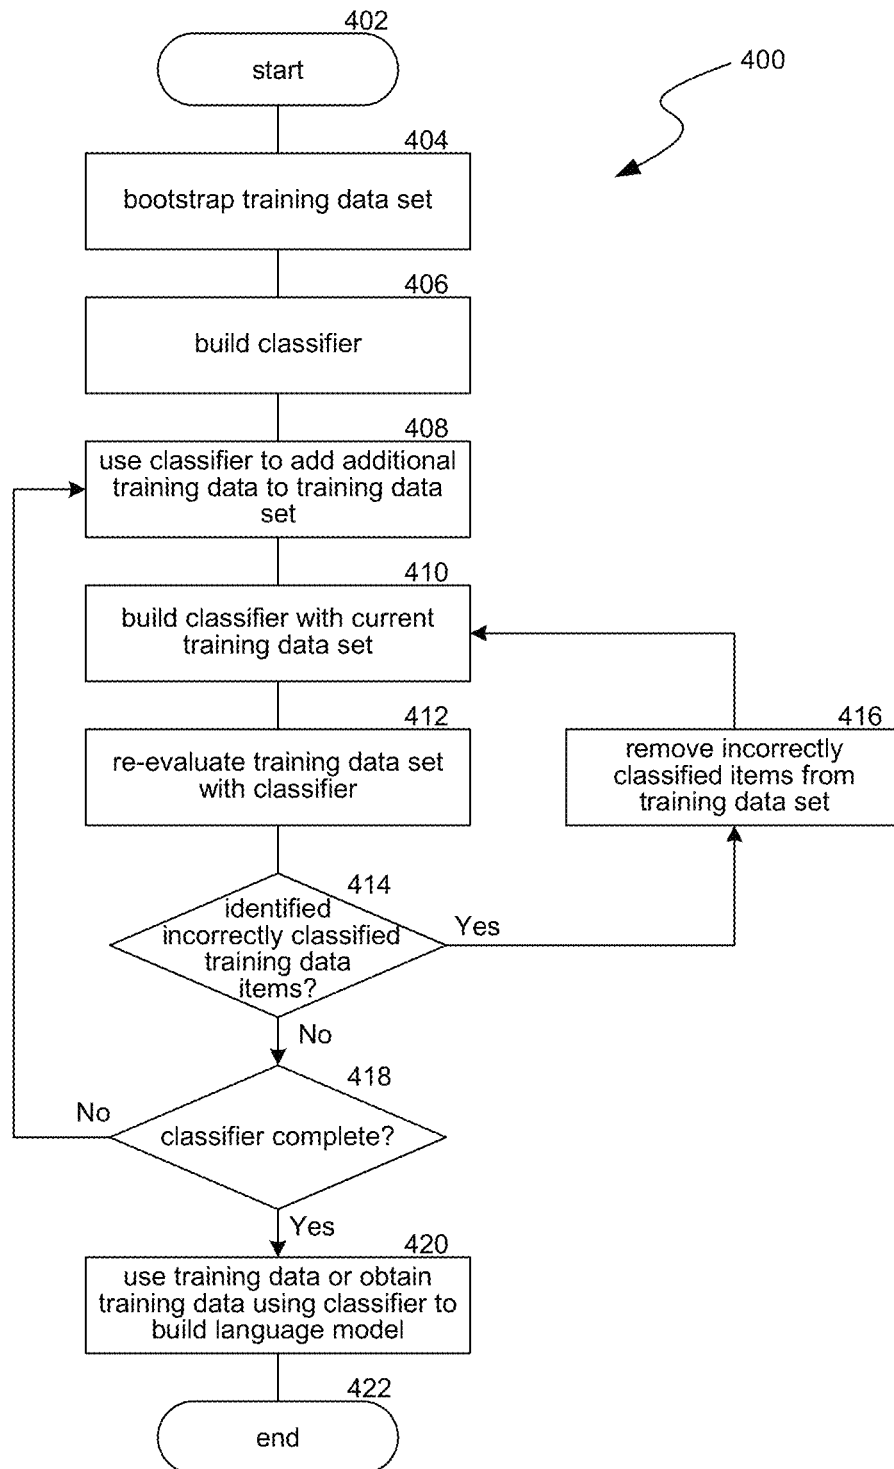 402
start
400
404
bootstrap training data set
406
build classifier
408
use classifier to add additional
training data to training data
set
410
build classifier with current
training data set
412
re-evaluate training data set
with classifier
416
remove incorrectly
classified items from
training data set
414
identified
incorrectly classified
training data
items?
Yes
No
418
No
classifier complete?
Yes
420
use training data or obtain
training data using classifier to
build language model
422
end